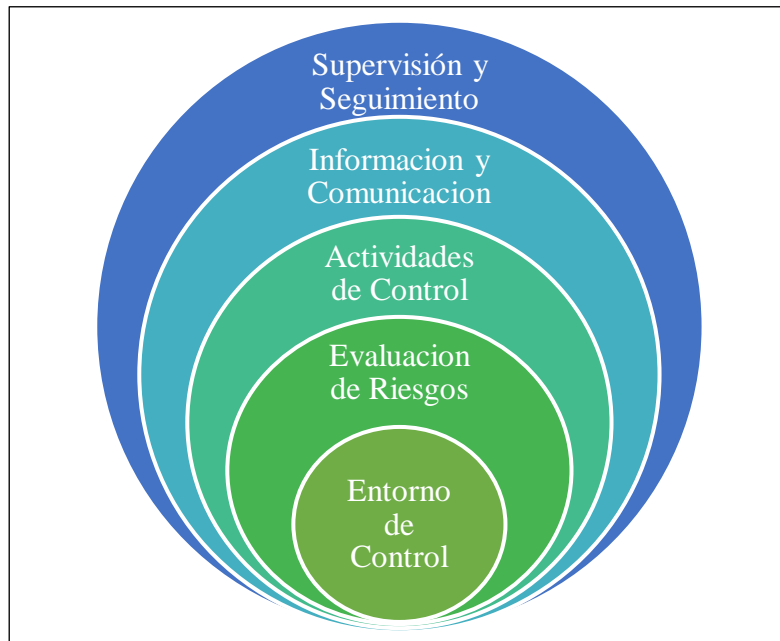 Supervisión y
Seguimiento
Informacion y
Comunicacion
Actividades
de Control
Evaluacion
de Riesgos
Entorno
de
Control